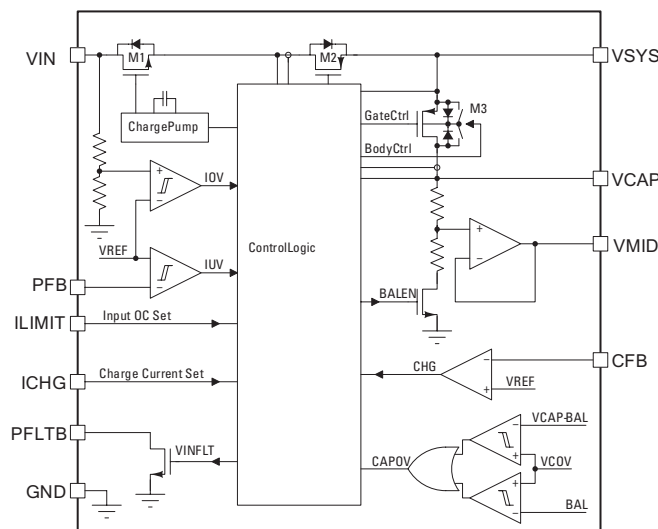 VIN
M1
M2
VSYS
ChargePump
GateCtrl
M3
BodyCtrl
+
IOV
−
VCAP
VREF
ControlLogic
+
−
VMID
+
IUV
−
PFB
BALEN
ILIMIT
Input OC Set
CHG
−
CFB
+
VREF
ICHG
Charge Current Set
PFLTB
VINFLT
CAPOV
−
VCAP-BAL
+
VCOV
+
−
BAL
GND